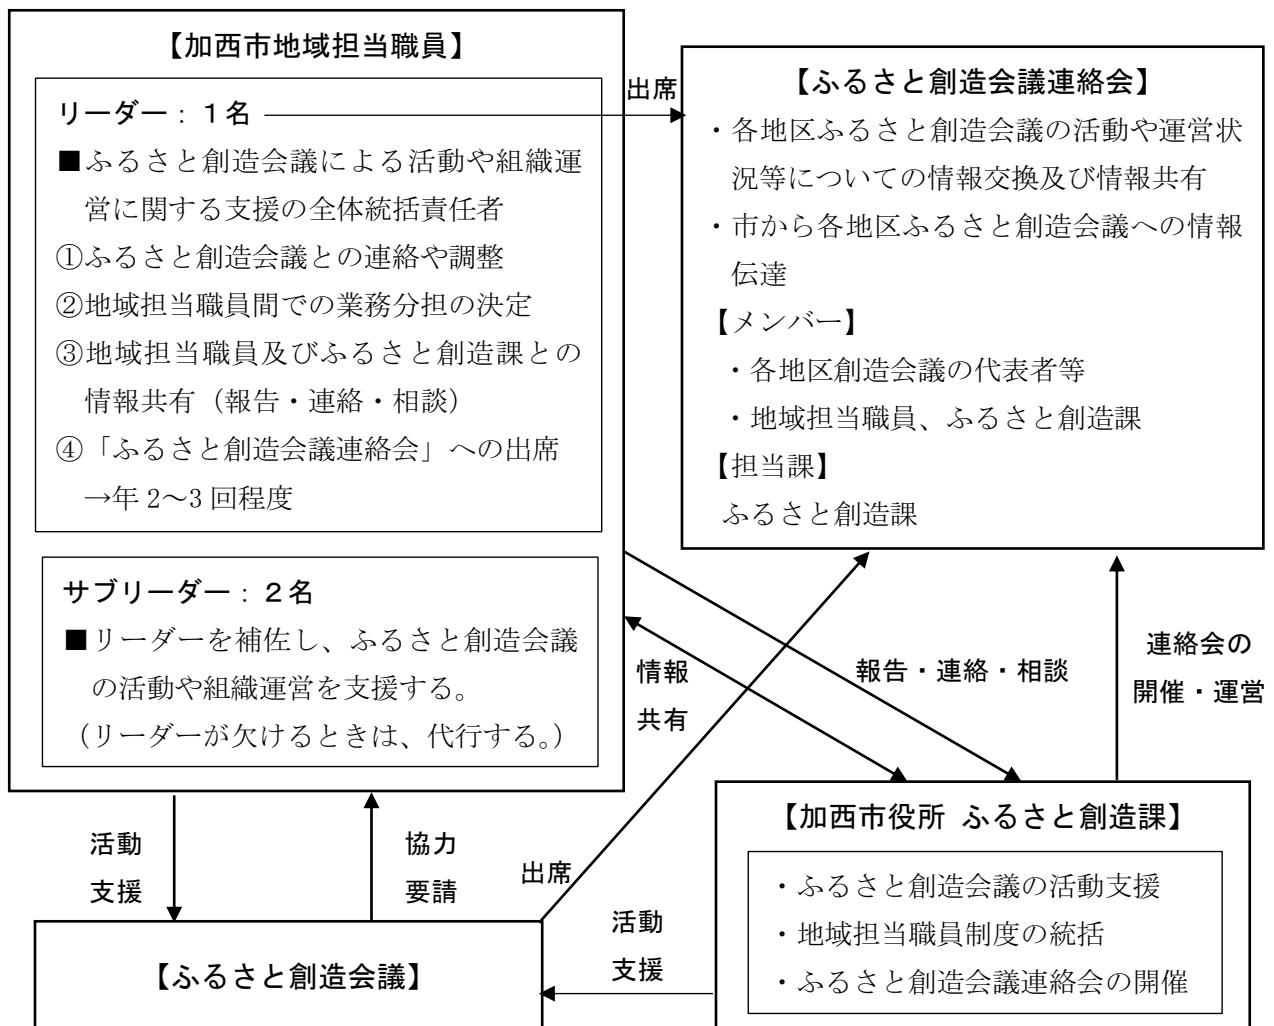 【加西市地域担当職員】
リーダー：１名
■ふるさと創造会議による活動や組織運
営に関する支援の全体統括責任者
①ふるさと創造会議との連絡や調整
②地域担当職員間での業務分担の決定
③地域担当職員及びふるさと創造課との
情報共有（報告・連絡・相談）
④「ふるさと創造会議連絡会」への出席
→年 2～3 回程度
サブリーダー：２名
■リーダーを補佐し、ふるさと創造会議
の活動や組織運営を支援する。
（リーダーが欠けるときは、代行する。）
出席
【ふるさと創造会議連絡会】
・各地区ふるさと創造会議の活動や運営状
況等についての情報交換及び情報共有
・市から各地区ふるさと創造会議への情報
伝達
【メンバー】
・各地区創造会議の代表者等
・地域担当職員、ふるさと創造課
【担当課】
ふるさと創造課
情報
共有
報告・連絡・相談
連絡会の
開催・運営
活動
支援
協力
要請
出席
活動
支援
【ふるさと創造会議】
【加西市役所 ふるさと創造課】
・ふるさと創造会議の活動支援
・地域担当職員制度の統括
・ふるさと創造会議連絡会の開催